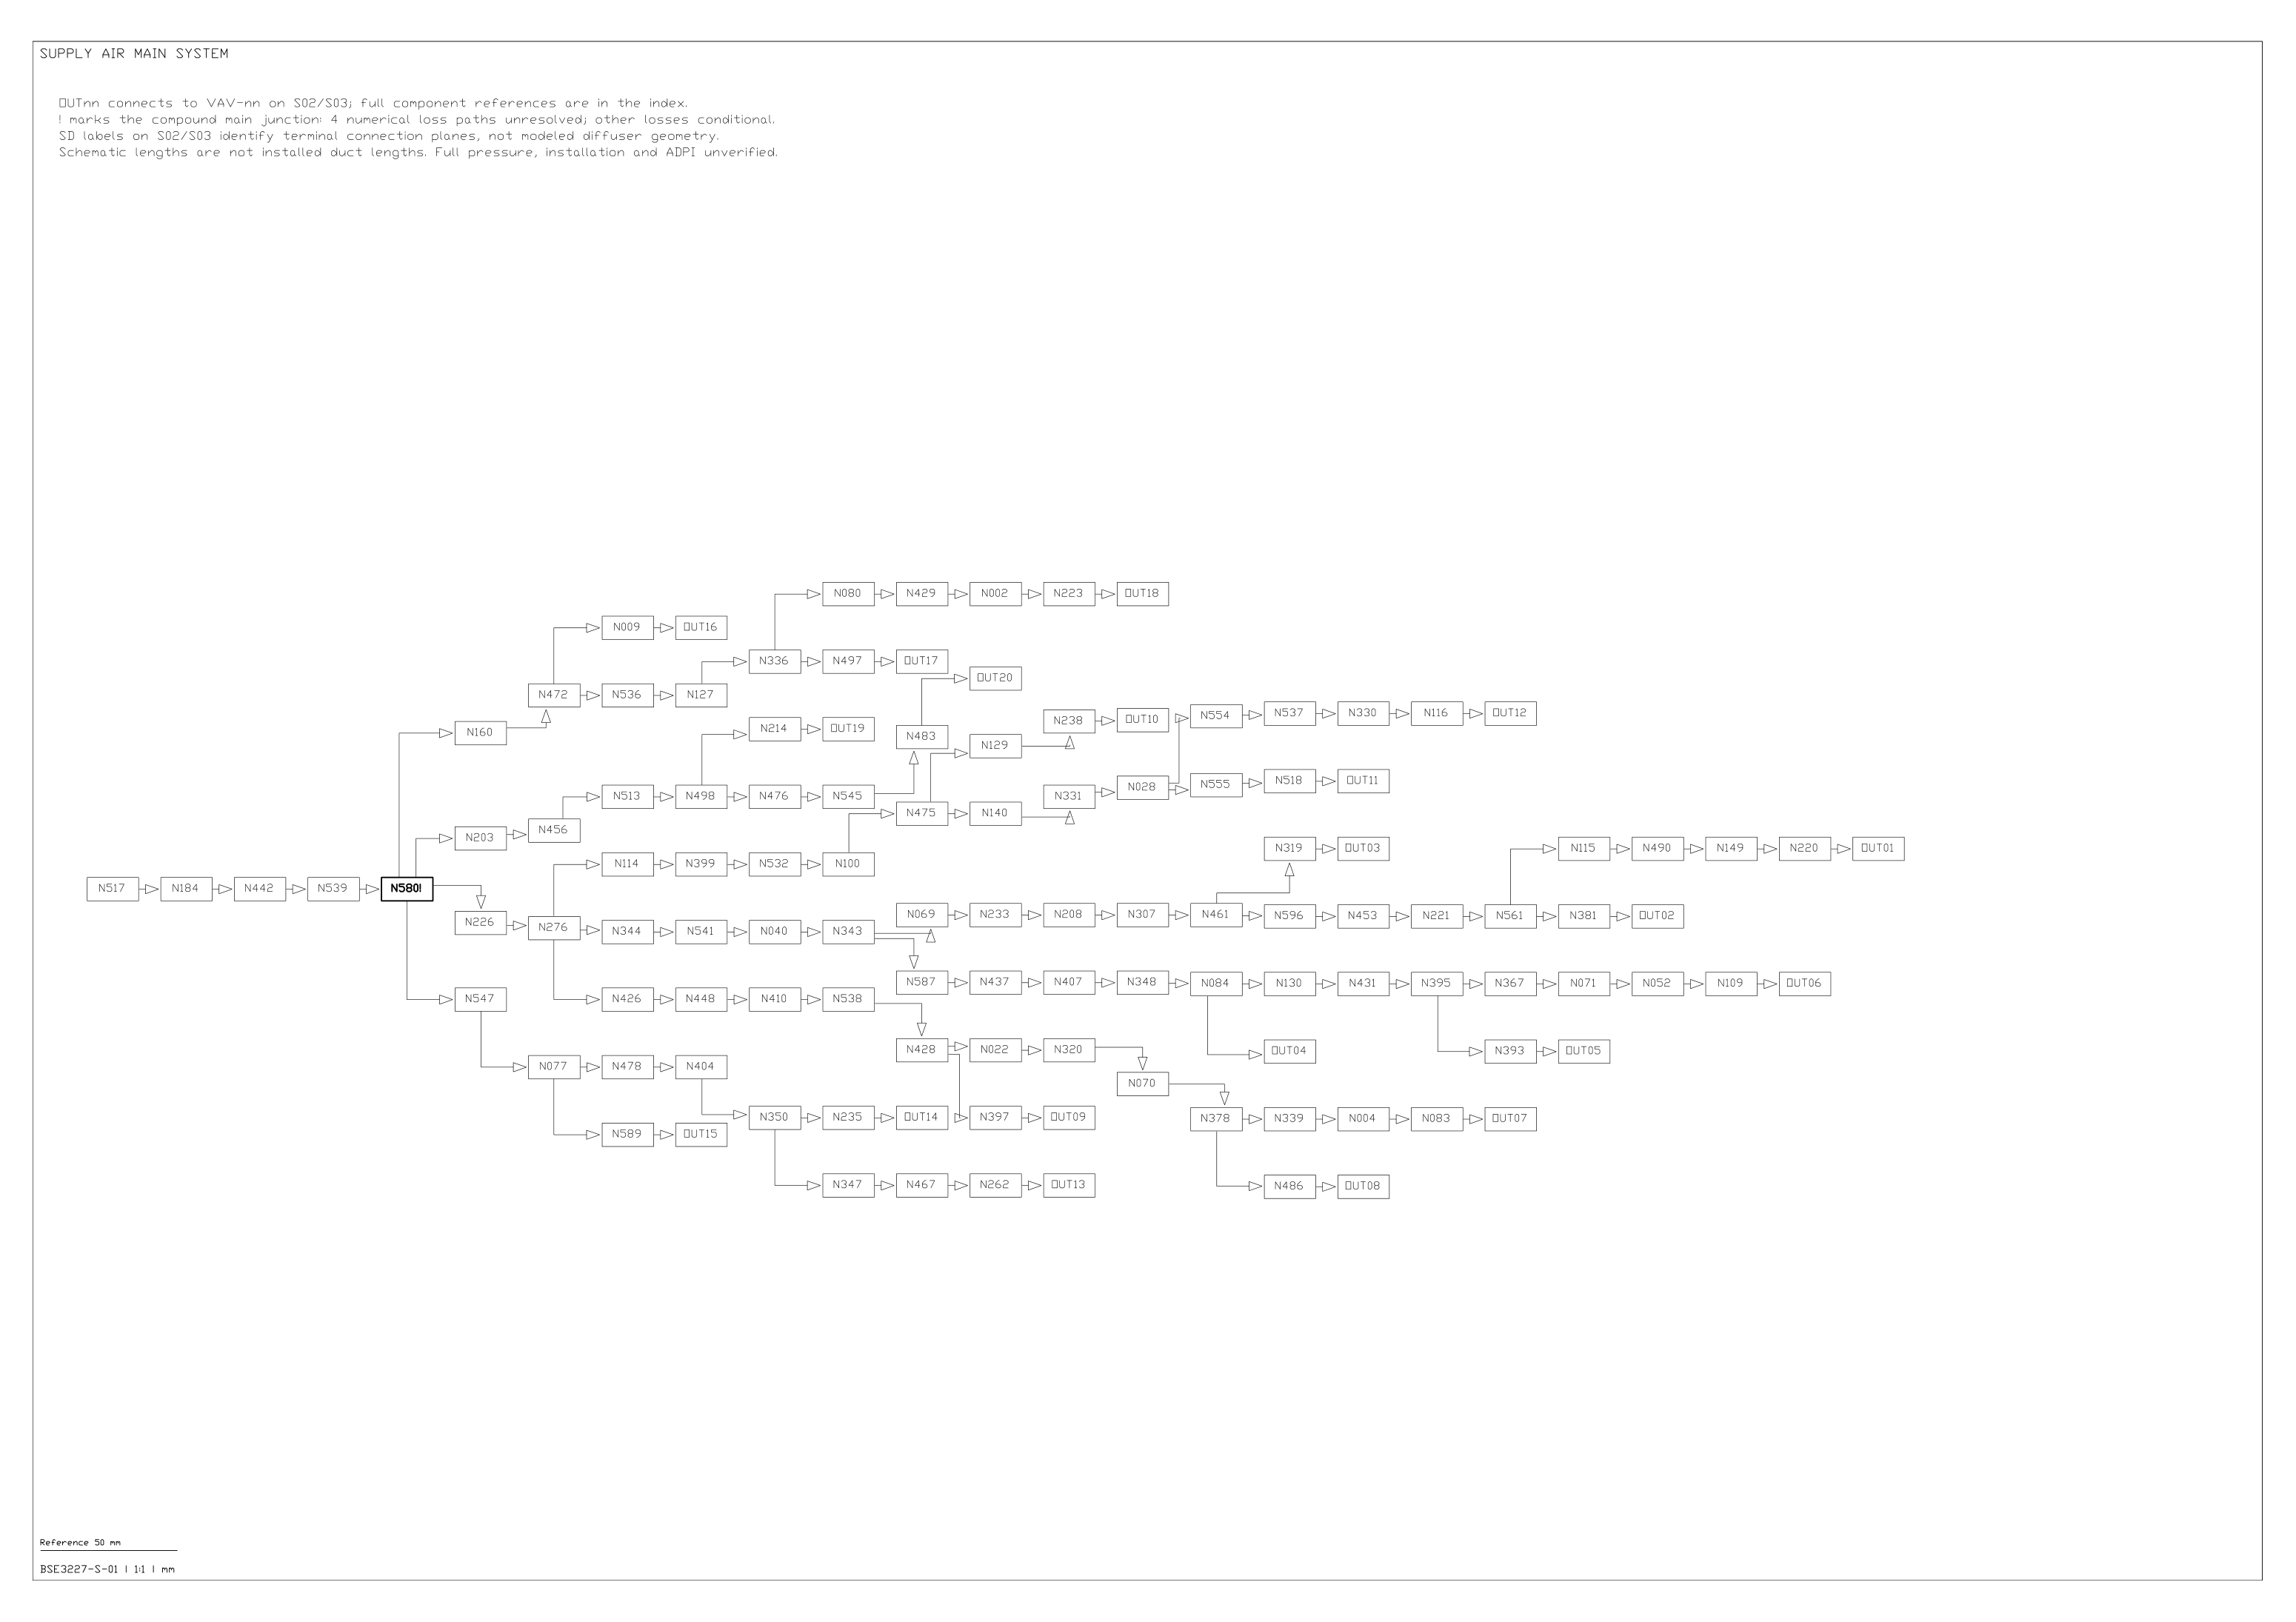 SUPPLY AIR MAIN SYSTEM
OUTnn connects to VAV-nn on S02/S03; full component references are in the index.
! marks the compound main junction: 4 numerical loss paths unresolved; other losses conditional.
SD labels on S02/S03 identify terminal connection planes, not modeled diffuser geometry.
Schematic lengths are not installed duct lengths. Full pressure, installation and ADPI unverified.
N080 N429 N002 N223 OUT18
N009 OUT16
N336 N497 OUT17
OUT20
N472 N536 N127
N238 OUT10 N554 N537 N330 N116 OUT12
N160 N214 OUT19 N483
N129
N331 N028 N555 N518 OUT11
N513 N498 N476 N545
N475 N140
N203 N456
N319 OUT03 N115 N490 N149 N220 OUT01
N114 N399 N532 N100
N517 N184 N442 N539 N580!
N069 N233 N208 N307 N461 N596 N453 N221 N561 N381 OUT02
N226 N276 N344 N541 N040 N343
N587 N437 N407 N348 N084 N130 N431 N395 N367 N071 N052 N109 OUT06
N547 N426 N448 N410 N538
N428 N022 N320 OUT04 N393 OUT05
N077 N478 N404
N070
N350 N235 OUT14 N397 OUT09 N378 N339 N004 N083 OUT07
N589 OUT15
N347 N467 N262 OUT13 N486 OUT08
Reference 50 mm
BSE3227-S-01 | 1:1 | mm